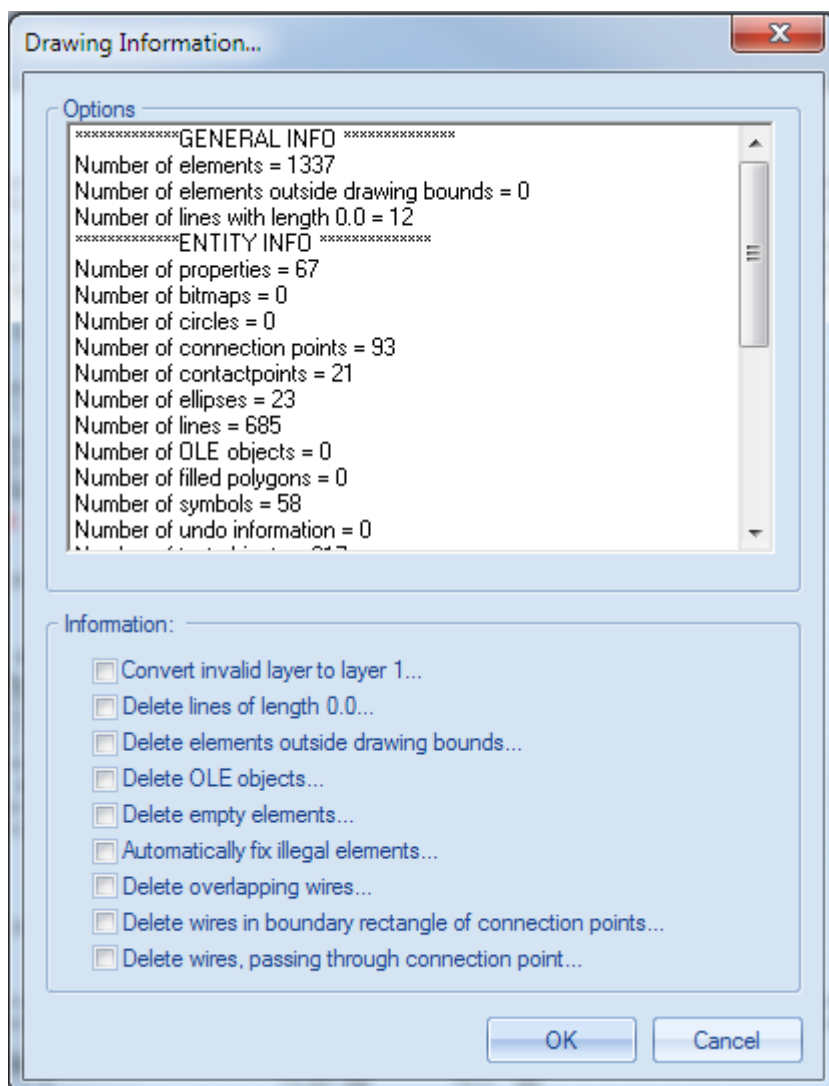 Drawing Information...
Options
*************GENERAL INFO **************
Number of elements = 1337
Number of elements outside drawing bounds = 0
Number of lines with length 0.0 = 12
*************ENTITY INFO **************
Number of properties = 67
Number of bitmaps = 0
Number of circles = 0
Number of connection points = 93
Number of contactpoints = 21
Number of ellipses = 23
Number of lines = 685
Number of OLE objects = 0
Number of filled polygons = 0
Number of symbols = 58
Number of undo information = 0
Information:
Convert invalid layer to layer 1...
Delete lines of length 0.0...
Delete elements outside drawing bounds...
Delete OLE objects...
Delete empty elements...
Automatically fix illegal elements...
Delete overlapping wires...
Delete wires in boundary rectangle of connection points...
Delete wires, passing through connection point...
OK
Cancel